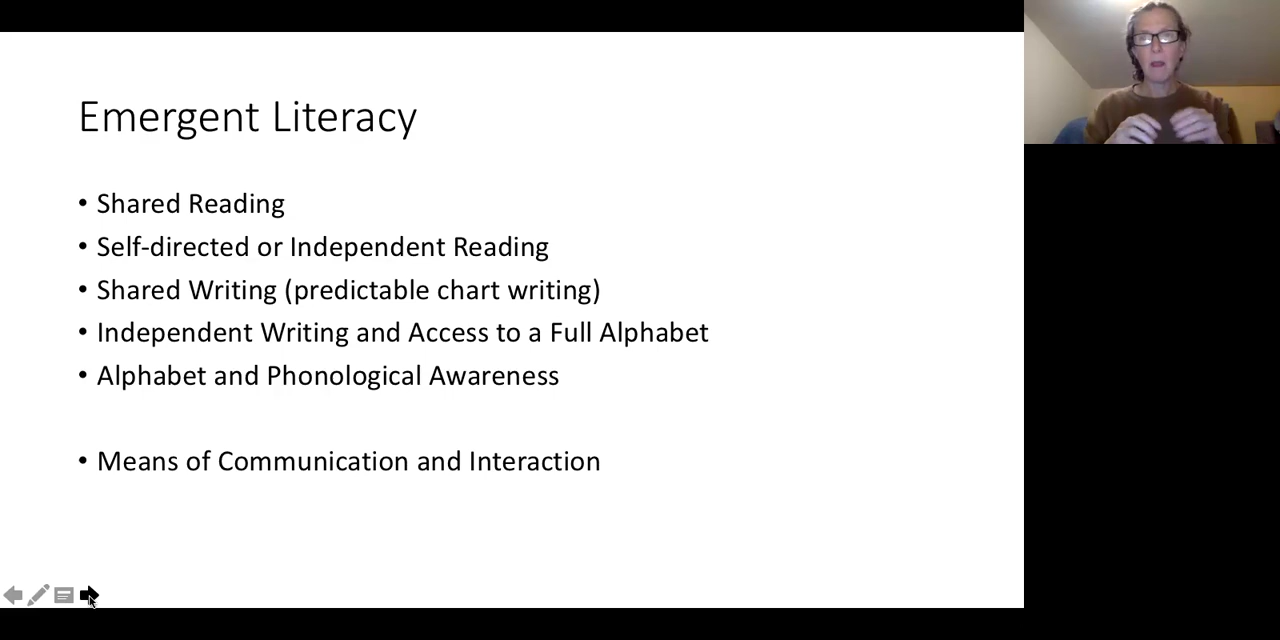 Emergent Literacy
• Shared Reading
• Self-directed or Independent Reading
• Shared Writing (predictable chart writing)
• Independent Writing and Access to a Full Alphabet
• Alphabet and Phonological Awareness
• Means of Communication and Interaction